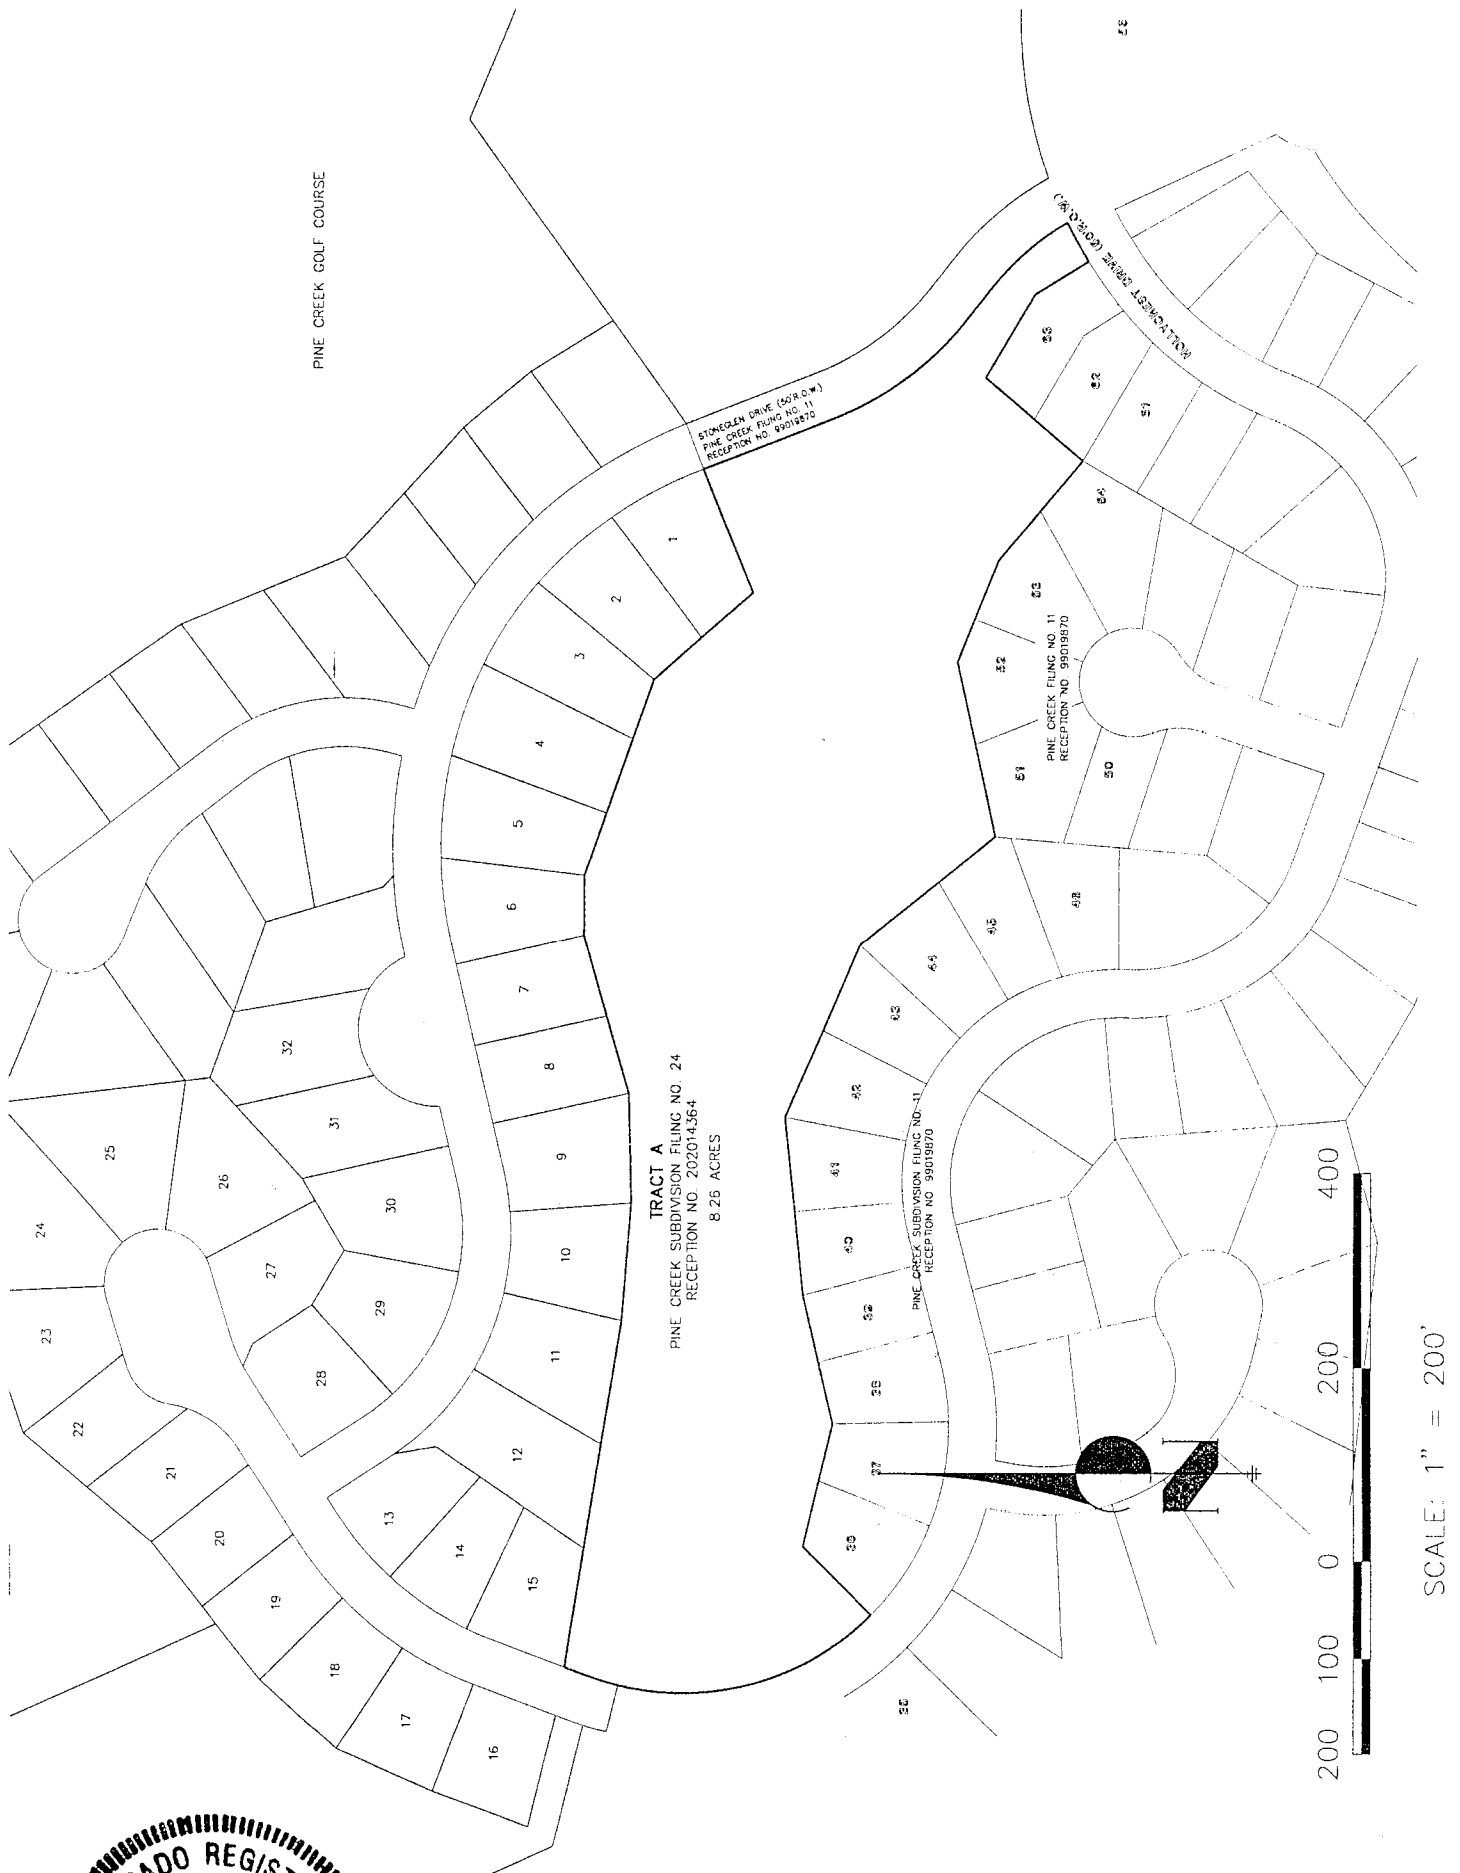 PINE CREEK GOLF COURSE
STONEGLEN DRIVE (50'R.O.W.)
PINE CREEK FILING NO. 11
RECEPTION NO. 99019870
TRACT A
PINE CREEK SUBDIVISION FILING NO. 24
RECEPTION NO. 202014364
8.26 ACRES
PINE CREEK FILING NO. 11
RECEPTION NO. 99019870
PINE CREEK SUBDIVISION FILING NO. 11
RECEPTION NO 99019870
1
2
3
4
5
6
7
8
9
10
11
12
13
14
15
16
17
18
19
20
21
22
23
24
25
26
27
28
29
30
31
32
50
200 100 0 200 400
SCALE: 1" = 200'